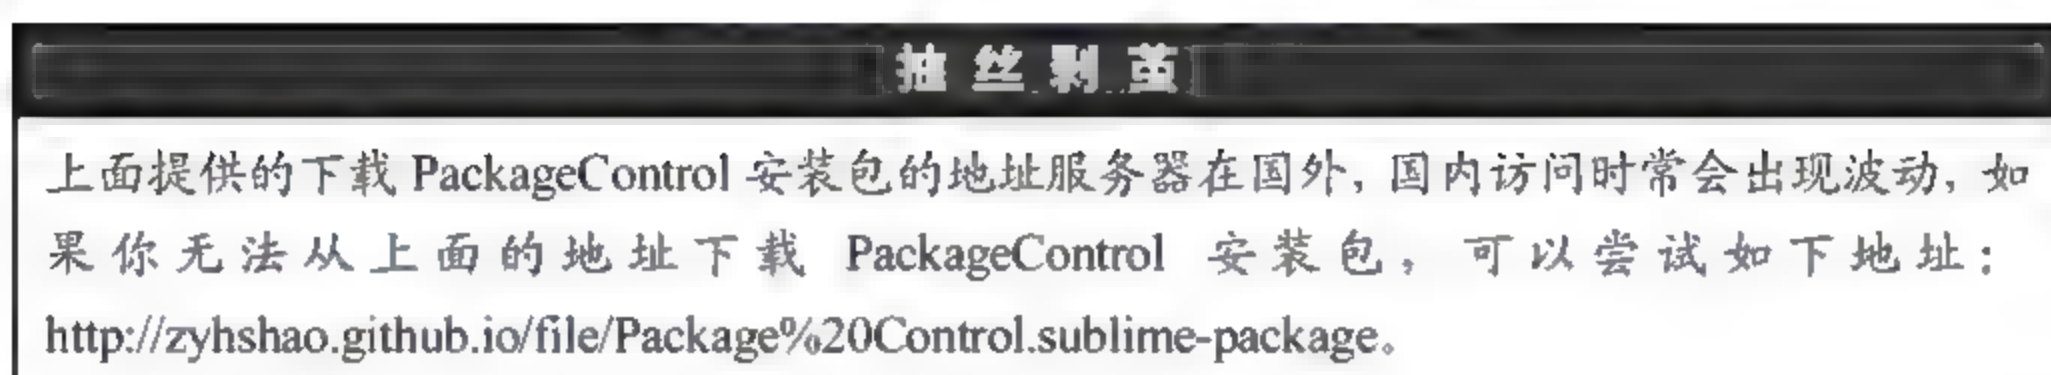 抽丝剥茧
上面提供的下载 PackageControl 安装包的地址服务器在国外，国内访问时常会出现波动，如
果你无法从上面的地址下载 PackageControl 安装包，可以尝试如下地址：
http://zyhshao.github.io/file/Package%20Control.sublime-package。